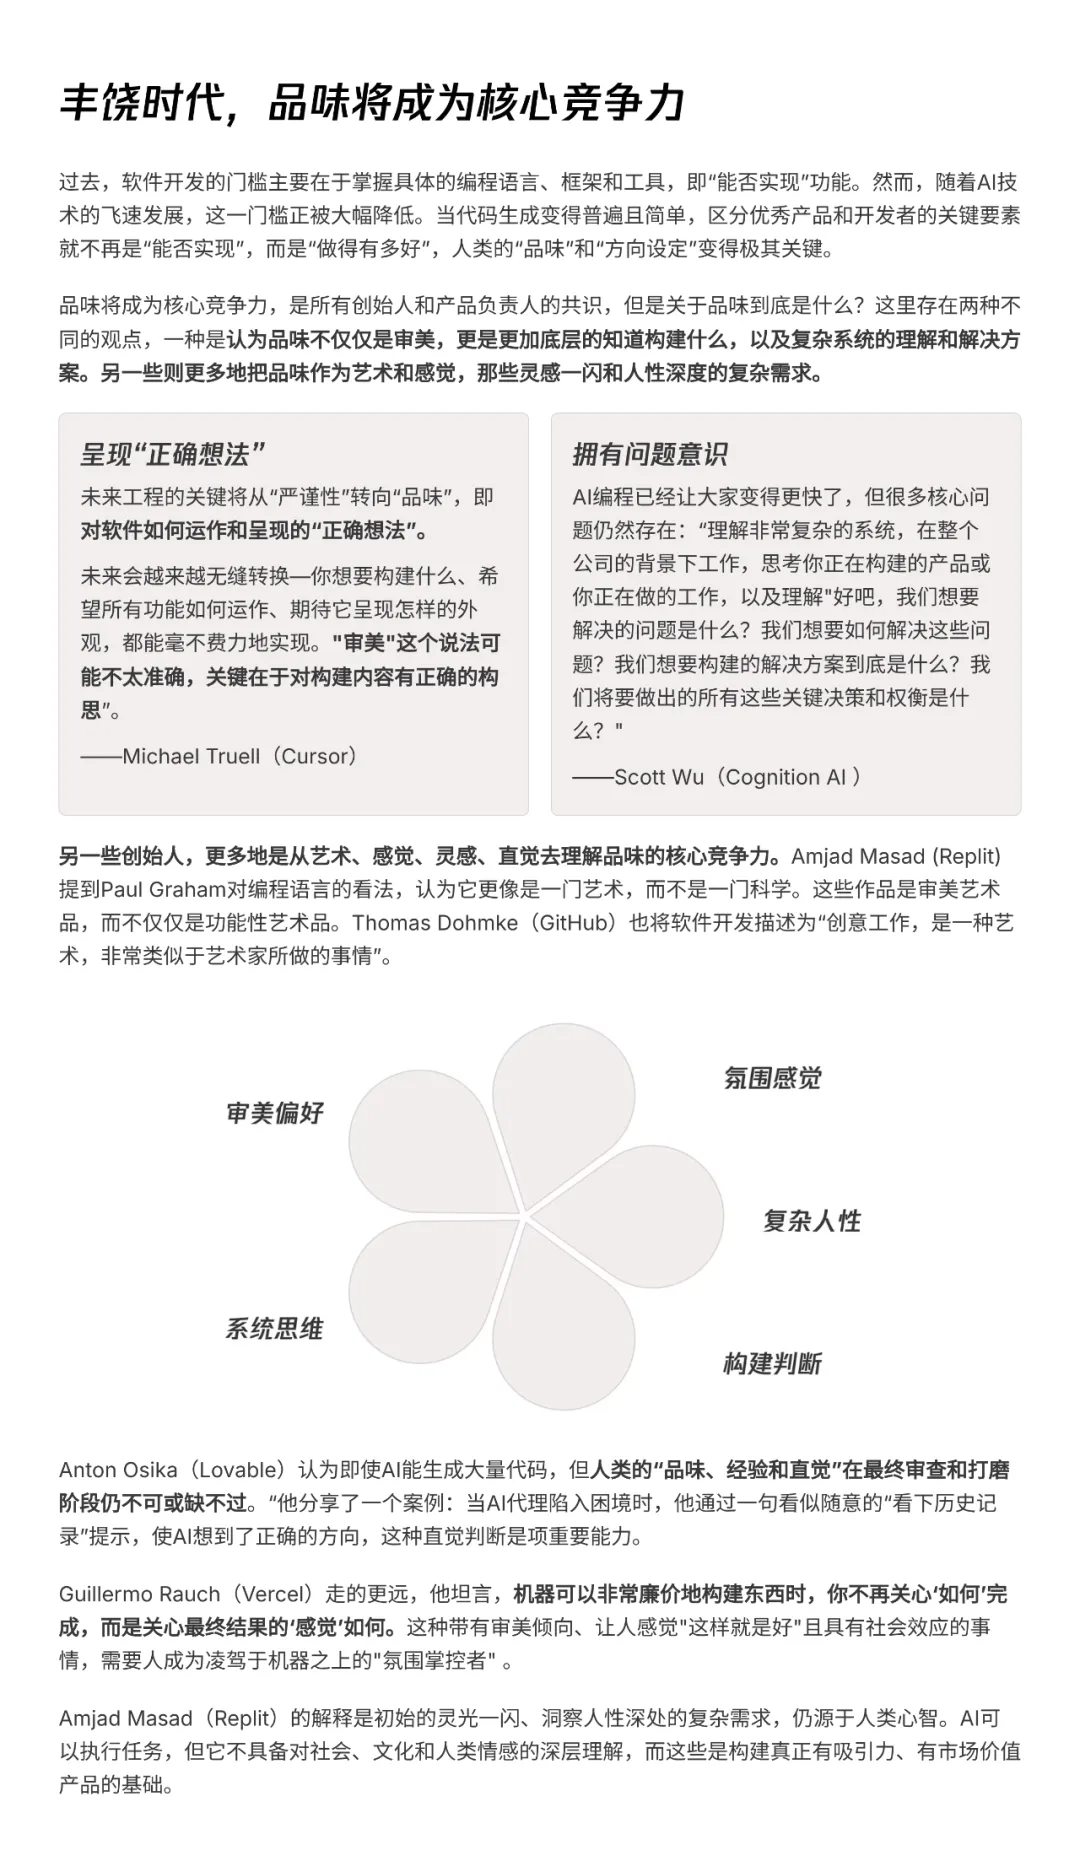 丰饶时代，品味将成为核心竞争力
过去，软件开发的门槛主要在于掌握具体的编程语言、框架和工具，即“能否实现”功能。然而，随着AI技
术的飞速发展，这一门槛正被大幅降低。当代码生成变得普遍且简单，区分优秀产品和开发者的关键要素
就不再是“能否实现”，而是“做得有多好”，人类的“品味”和“方向设定”变得极其关键。
品味将成为核心竞争力，是所有创始人和产品负责人的共识，但是关于品味到底是什么？这里存在两种不
同的观点，一种是认为品味不仅仅是审美，更是更加底层的知道构建什么，以及复杂系统的理解和解决方
案。另一些则更多地把品味作为艺术和感觉，那些灵感一闪和人性深度的复杂需求。
呈现“正确想法”
未来工程的关键将从“严谨性”转向“品味”，即
对软件如何运作和呈现的“正确想法”。
未来会越来越无缝转换—你想要构建什么、希
望所有功能如何运作、期待它呈现怎样的外
观，都能毫不费力地实现。"审美"这个说法可
能不太准确，关键在于对构建内容有正确的构
思”。
——Michael Truell（Cursor）
拥有问题意识
AI编程已经让大家变得更快了，但很多核心问
题仍然存在：“理解非常复杂的系统，在整个
公司的背景下工作，思考你正在构建的产品或
你正在做的工作，以及理解"好吧，我们想要
解决的问题是什么？我们想要如何解决这些问
题？我们想要构建的解决方案到底是什么？我
们将要做出的所有这些关键决策和权衡是什
么？"
——Scott Wu（Cognition AI ）
另一些创始人，更多地是从艺术、感觉、灵感、直觉去理解品味的核心竞争力。Amjad Masad (Replit)
提到Paul Graham对编程语言的看法，认为它更像是一门艺术，而不是一门科学。这些作品是审美艺术
品，而不仅仅是功能性艺术品。Thomas Dohmke（GitHub）也将软件开发描述为“创意工作，是一种艺
术，非常类似于艺术家所做的事情”。
氛围感觉
审美偏好
复杂人性
系统思维
构建判断
Anton Osika（Lovable）认为即使AI能生成大量代码，但人类的“品味、经验和直觉”在最终审查和打磨
阶段仍不可或缺不过。“他分享了一个案例：当AI代理陷入困境时，他通过一句看似随意的“看下历史记
录”提示，使AI想到了正确的方向，这种直觉判断是项重要能力。
Guillermo Rauch（Vercel）走的更远，他坦言，机器可以非常廉价地构建东西时，你不再关心‘如何’完
成，而是关心最终结果的‘感觉’如何。这种带有审美倾向、让人感觉"这样就是好"且具有社会效应的事
情，需要人成为凌驾于机器之上的"氛围掌控者" 。
Amjad Masad（Replit）的解释是初始的灵光一闪、洞察人性深处的复杂需求，仍源于人类心智。AI可
以执行任务，但它不具备对社会、文化和人类情感的深层理解，而这些是构建真正有吸引力、有市场价值
产品的基础。